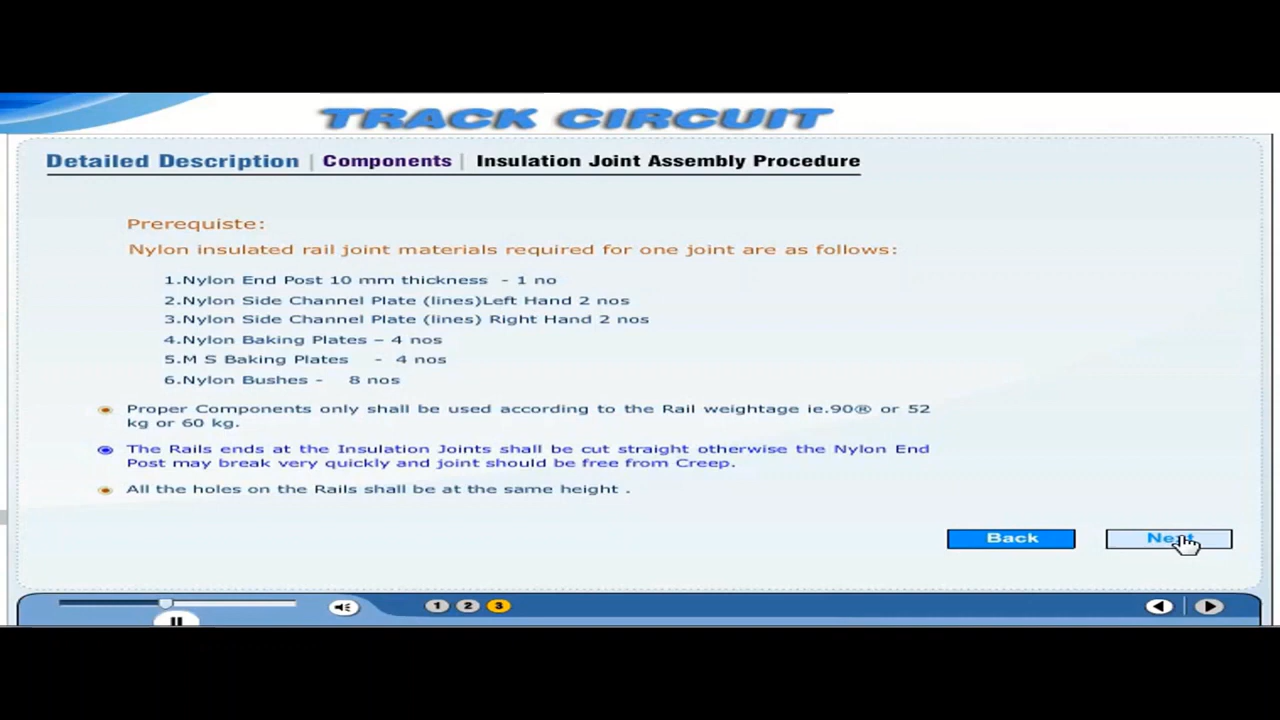 TRACK CIRCUIT
Detailed Description | Components | Insulation Joint Assembly Procedure
Prerequiste:
Nylon insulated rail joint materials required for one joint are as follows:
1.Nylon End Post 10 mm thickness - 1 no
2.Nylon Side Channel Plate (lines)Left Hand 2 nos
3.Nylon Side Channel Plate (lines) Right Hand 2 nos
4.Nylon Baking Plates – 4 nos
5.M S Baking Plates - 4 nos
6.Nylon Bushes - 8 nos
Proper Components only shall be used according to the Rail weightage ie.90® or 52
kg or 60 kg.
The Rails ends at the Insulation Joints shall be cut straight otherwise the Nylon End
Post may break very quickly and joint should be free from Creep.
All the holes on the Rails shall be at the same height .
Back Next
1 2 3